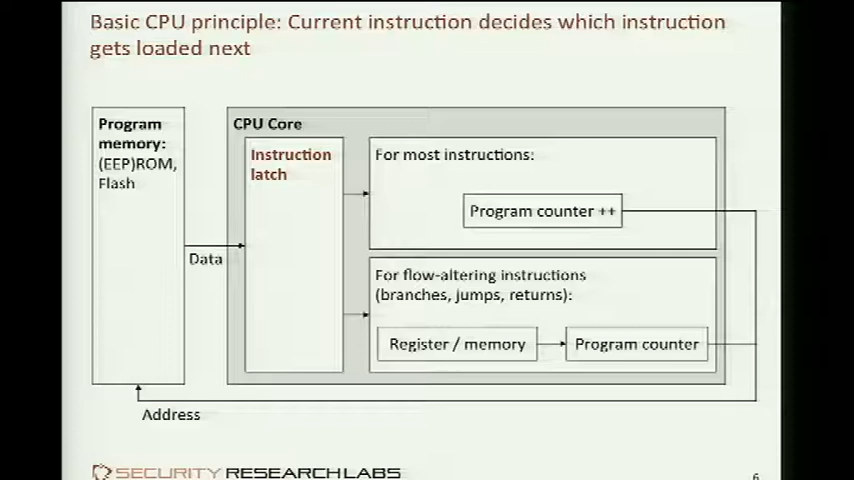 Basic CPU principle: Current instruction decides which instruction
gets loaded next
Program
memory:
(EEP)ROM,
Flash
CPU Core
Instruction
latch
For most instructions:
Program counter ++
Data
For flow-altering instructions
(branches, jumps, returns):
Register / memory
Program counter
Address
SECURITY RESEARCH LABS
6